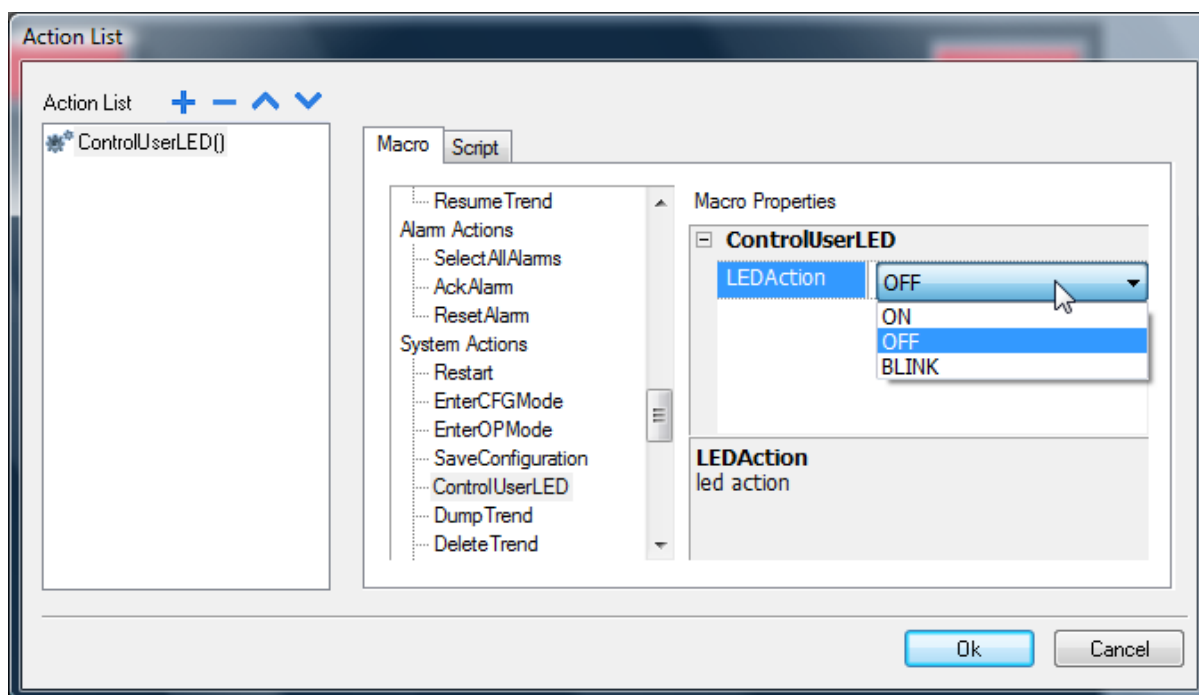 Action List
Action List
ControlUserLED()
Macro
Script
ResumeTrend
Alarm Actions
SelectAllAlarms
AckAlarm
ResetAlarm
System Actions
Restart
EnterCFGMode
EnterOPMode
SaveConfiguration
ControlUserLED
DumpTrend
DeleteTrend
Macro Properties
ControlUserLED
LEDAction
OFF
ON
OFF
BLINK
LEDAction
led action
Ok
Cancel